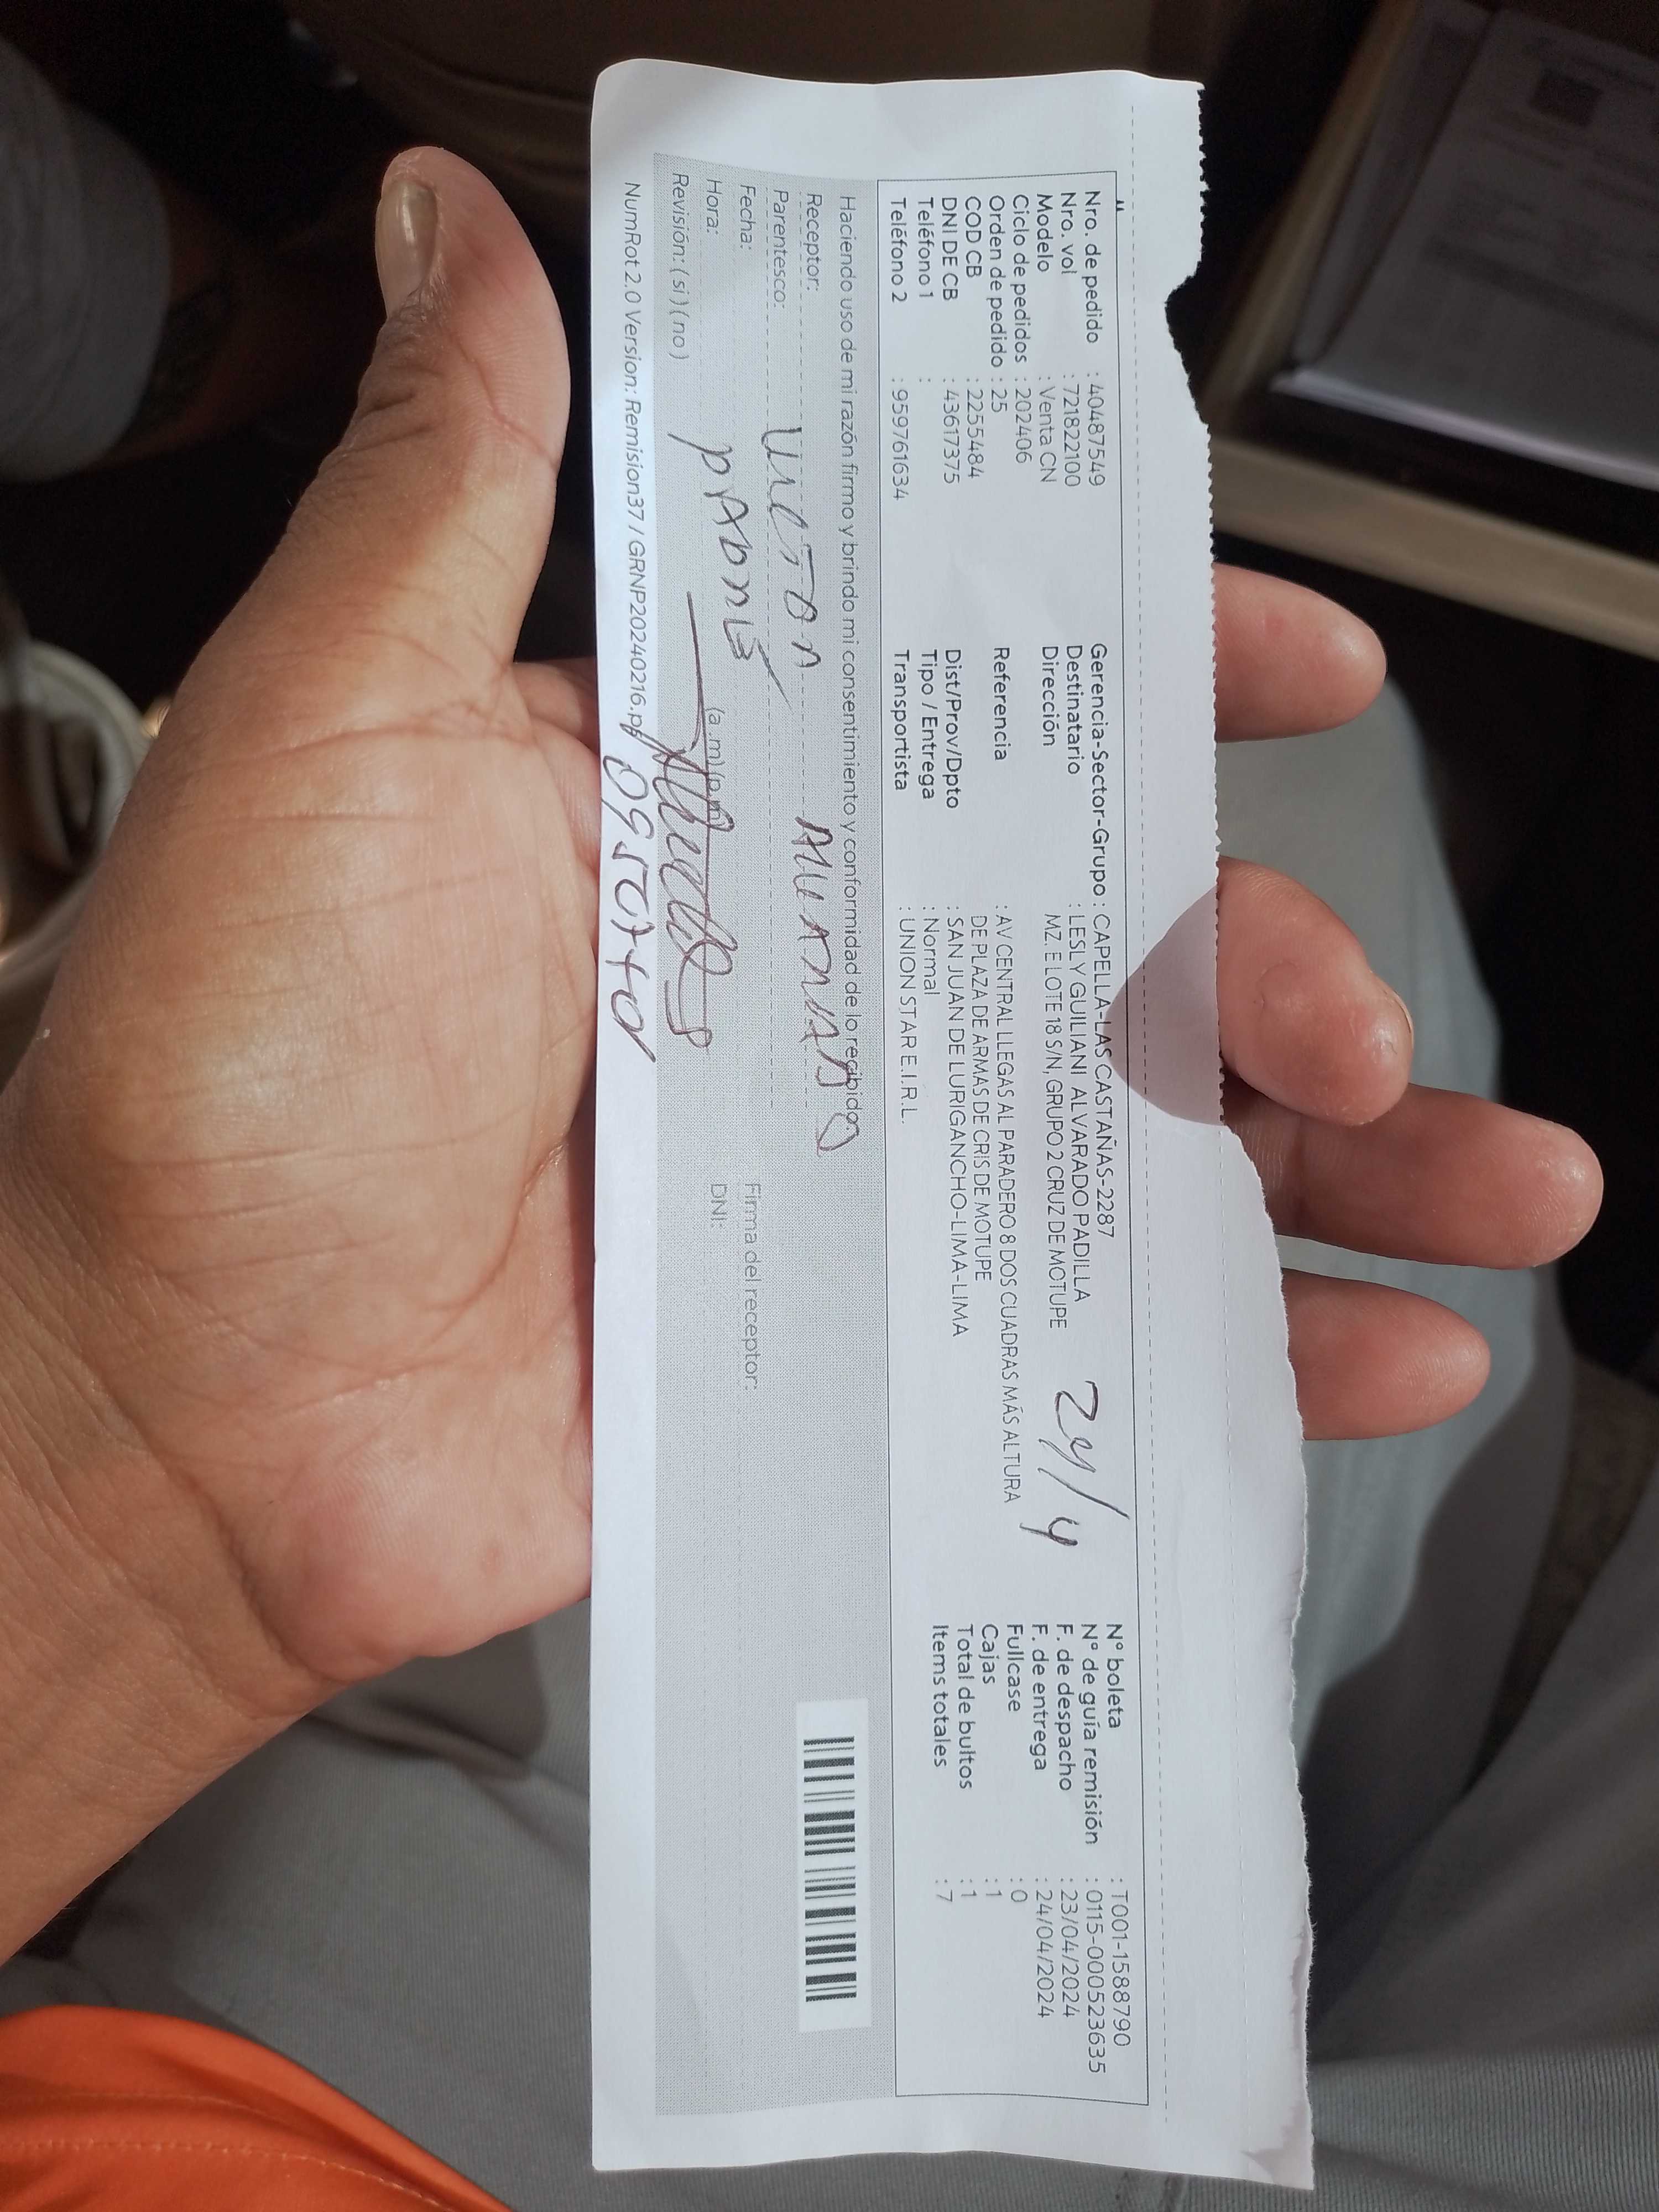 Nro. de pedido : 40487549
Nro. vol : 721822100
Modelo : Venta CN
Ciclo de pedidos : 202406
Orden de pedido : 25
COD CB : 2255484
DNI DE CB : 43617375
Teléfono 1 :
Teléfono 2 : 959761634
Gerencia-Sector-Grupo : CAPELLA-LAS CASTAÑAS-2287
Destinatario : LESLY GUILIANI ALVARADO PADILLA
Dirección MZ. E LOTE 18 S/N, GRUPO 2 CRUZ DE MOTUPE
Referencia : AV CENTRAL LLEGAS AL PARADERO 8 DOS CUADRAS MÁS ALTURA
DE PLAZA DE ARMAS DE CRIS DE MOTUPE
Dist/Prov/Dpto : SAN JUAN DE LURIGANCHO-LIMA-LIMA
Tipo / Entrega : Normal
Transportista : UNION STAR E.I.R.L.
24/4
N° boleta : T001-1588790
N° de guía remisión : 0115-000523635
F. de despacho : 23/04/2024
F. de entrega : 24/04/2024
Fullcase : 0
Cajas : 1
Total de bultos : 1
Items totales : 7
Haciendo uso de mi razón firmo y brindo mi consentimiento y conformidad de lo recibido
Receptor:
Parentesco:
Fecha:
Hora: (a.m) (p.m)
Revisión: (si) (no)
Firma del receptor:
DNI:
NumRot 2.0 Version: Remision37 / GRNP20240216.